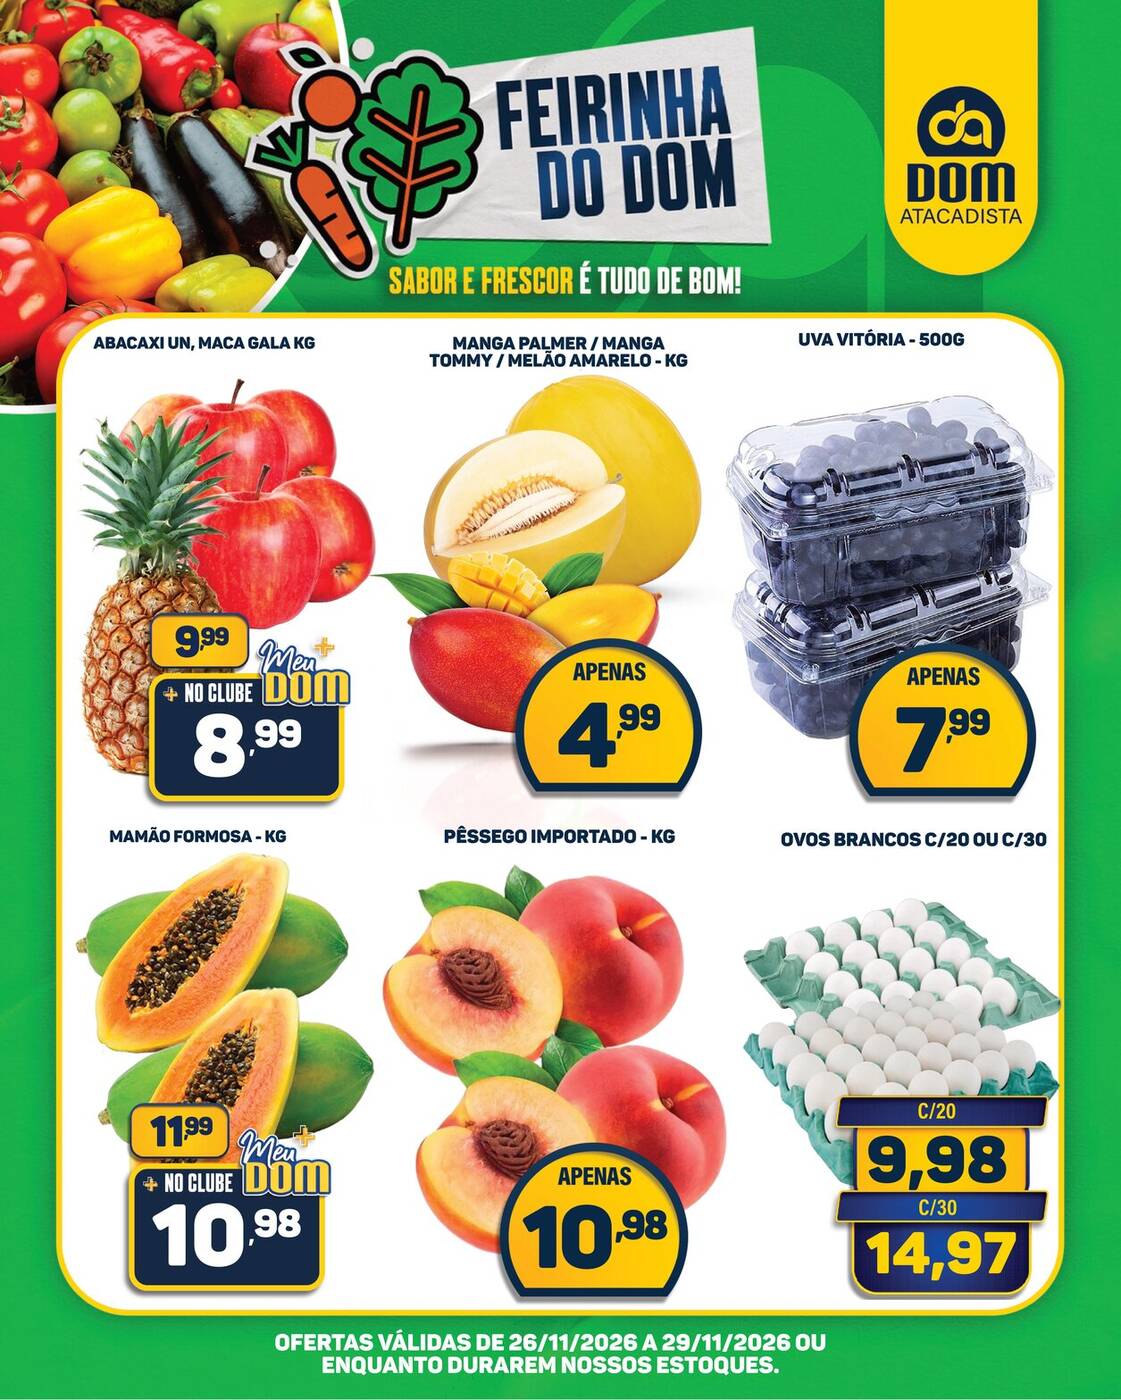 FEIRINHA
DO DOM
SABOR E FRESCOR É TUDO DE BOM!
da
DOM
ATACADISTA
ABACAXI UN, MACA GALA KG
9,99
Meu +
DOM
+ NO CLUBE
8,99
MANGA PALMER / MANGA
TOMMY / MELÃO AMARELO - KG
APENAS
4,99
UVA VITÓRIA - 500G
APENAS
7,99
MAMÃO FORMOSA - KG
11,99
Meu +
DOM
+ NO CLUBE
10,98
PÊSSEGO IMPORTADO - KG
APENAS
10,98
OVOS BRANCOS C/20 OU C/30
C/20
9,98
C/30
14,97
OFERTAS VÁLIDAS DE 26/11/2026 A 29/11/2026 OU
ENQUANTO DURAREM NOSSOS ESTOQUES.